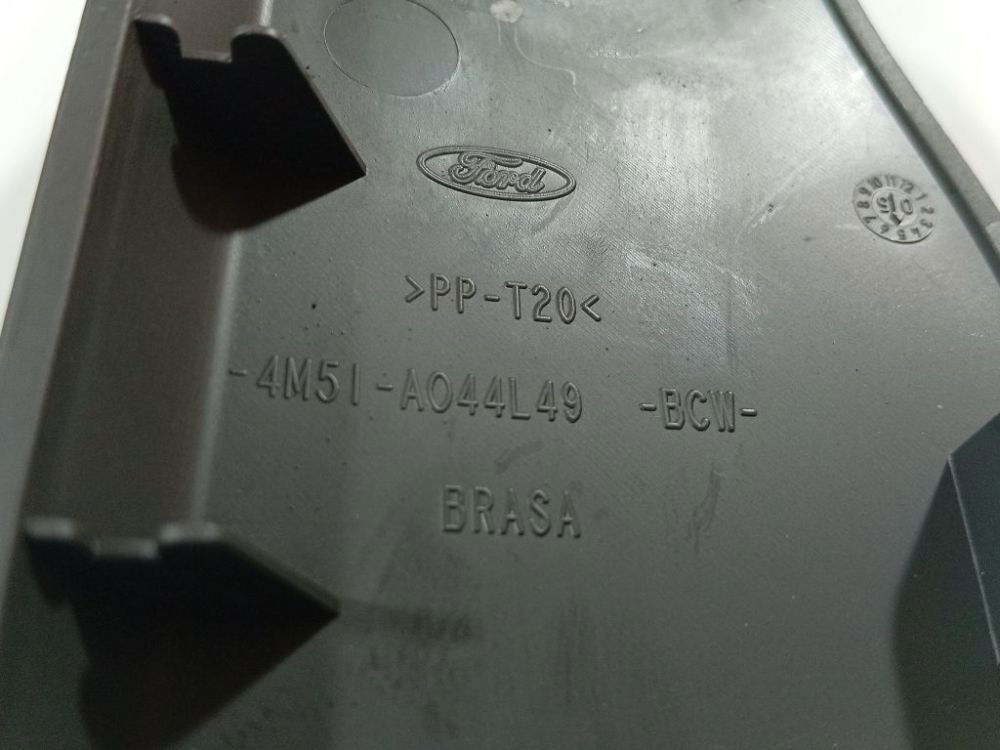 Ford
>PP-T20<
-4M51-A044L49 -BCW-
BRASA